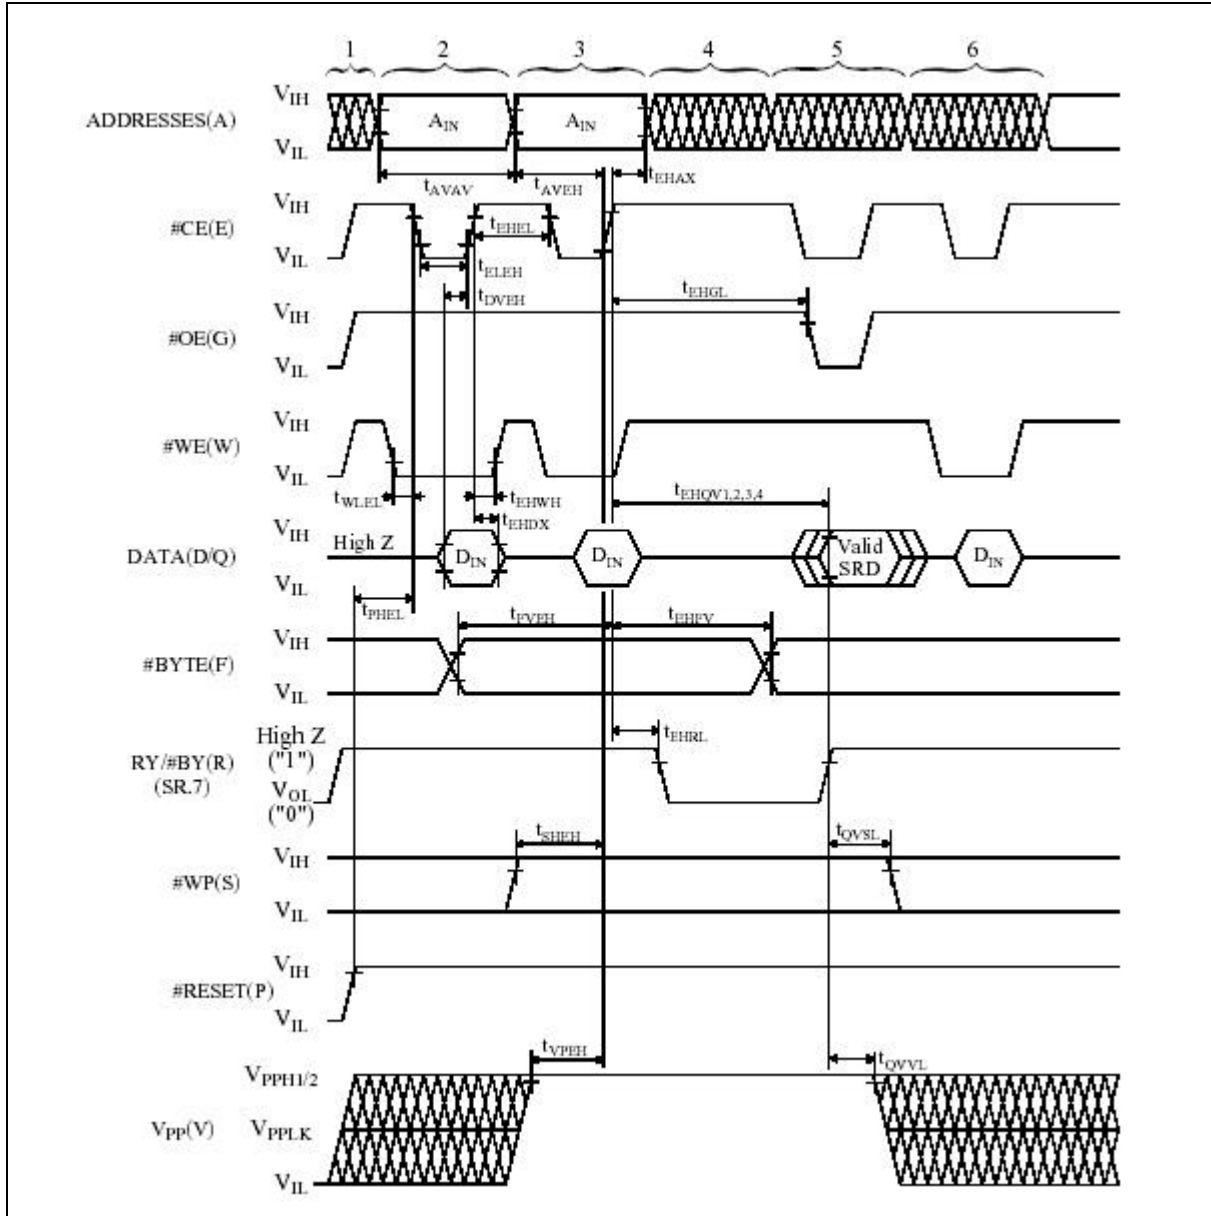 1 2 3 4 5 6
ADDRESSES(A)
VIH
VIL
AIN AIN
tAVAV tAVEH tEHAX
#CE(E)
VIH
VIL
tEHEL
tELEH
tDVEH
tEHGL
#OE(G)
VIH
VIL
#WE(W)
VIH
VIL
tWLEL tEHWH tEHQV1,2,3,4
tEHDX
DATA(D/Q)
VIH
High Z
VIL
DIN DIN Valid SRD DIN
tPHEL tFVEH tEHFV
#BYTE(F)
VIH
VIL
RY/#BY(R)
(SR.7)
High Z
("1")
VOL
("0")
tEHRL
tSHEH tQVSL
#WP(S)
VIH
VIL
#RESET(P)
VIH
VIL
tVPEH tQVVL
VPP(V)
VPPH1/2
VPPLK
VIL